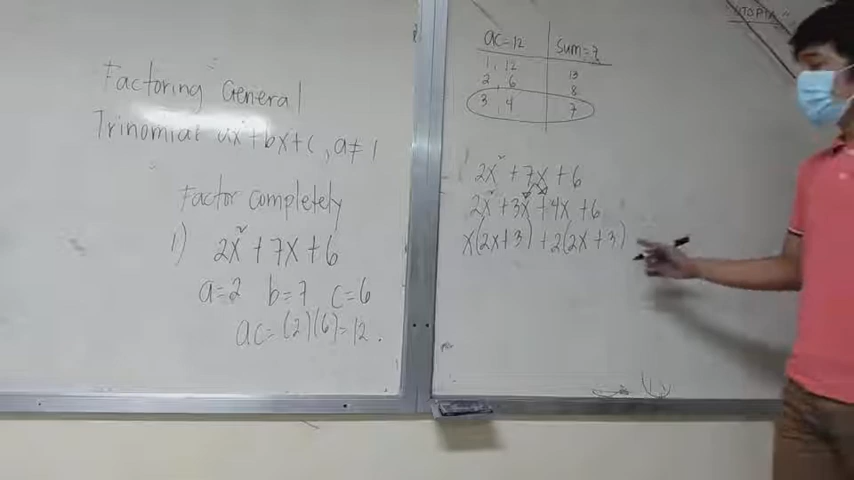 Factoring General
Trinomial ax²+bx+c, a≠1
Factor completely
1) 2x² + 7x + 6
a=2 b=7 c=6
ac= (2)(6)=12.
ac=12 sum=7
1, 12 13
2, 6 8
3, 4 7
2x² + 7x + 6
2x² + 3x + 4x + 6
x(2x+3) + 2(2x+3)
UTOPIA